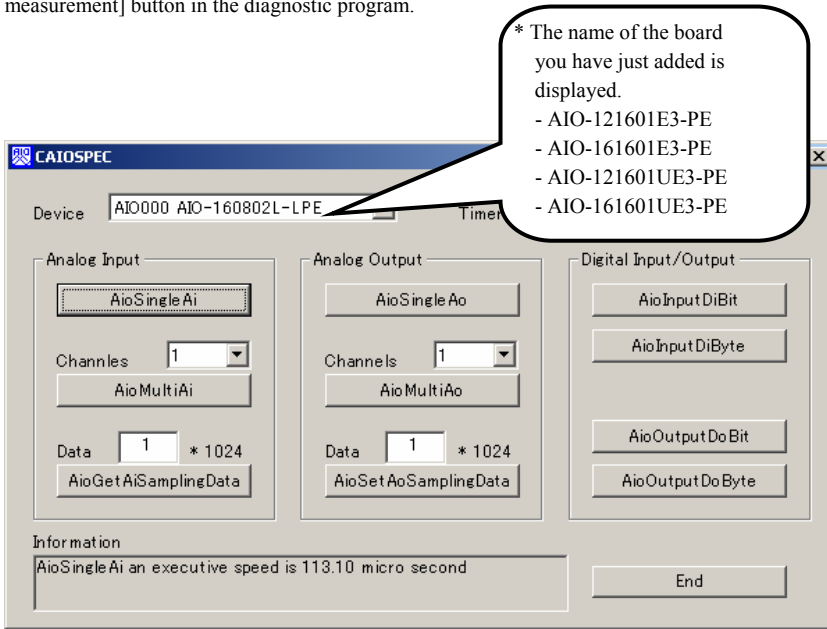 measurement] button in the diagnostic program.
* The name of the board
you have just added is
displayed.
- AIO-121601E3-PE
- AIO-161601E3-PE
- AIO-121601UE3-PE
- AIO-161601UE3-PE
CAIOSPEC
Device AIO000 AIO-160802L-LPE Timer
Analog Input
AioSingleAi
Channles 1
AioMultiAi
Data 1 * 1024
AioGetAiSamplingData
Analog Output
AioSingleAo
Channels 1
AioMultiAo
Data 1 * 1024
AioSetAoSamplingData
Digital Input/Output
AioInputDiBit
AioInputDiByte
AioOutputDoBit
AioOutputDoByte
Information
AioSingleAi an executive speed is 113.10 micro second
End